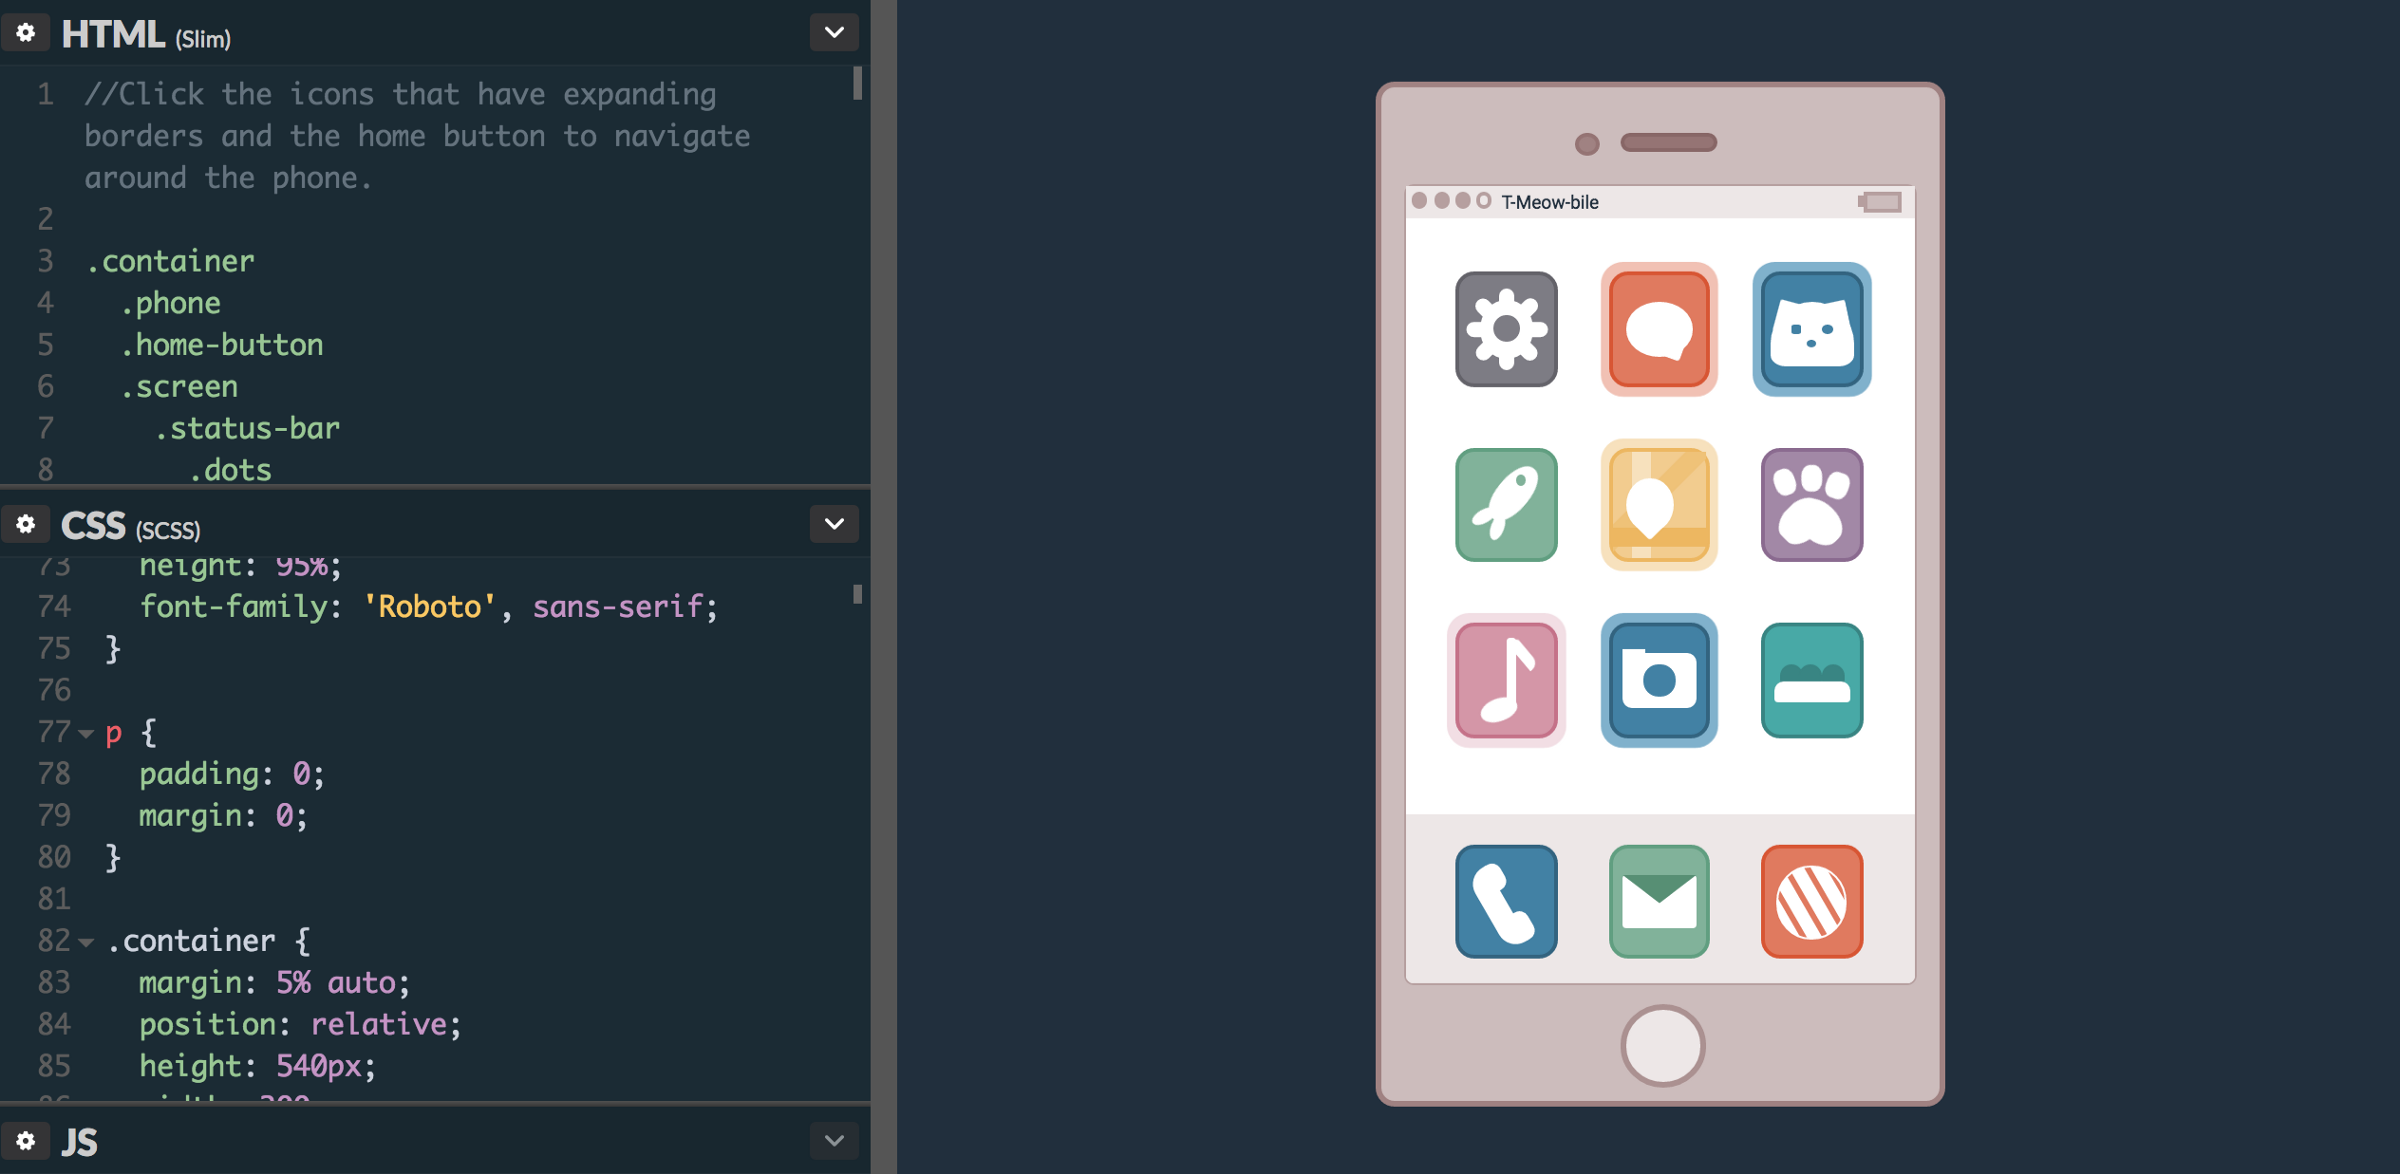 HTML (Slim)
1 //Click the icons that have expanding
borders and the home button to navigate
around the phone.
2
3 .container
4 .phone
5 .home-button
6 .screen
7 .status-bar
8 .dots
CSS (SCSS)
73 height: 95%;
74 font-family: 'Roboto', sans-serif;
75 }
76
77 p {
78 padding: 0;
79 margin: 0;
80 }
81
82 .container {
83 margin: 5% auto;
84 position: relative;
85 height: 540px;
JS
T-Meow-bile